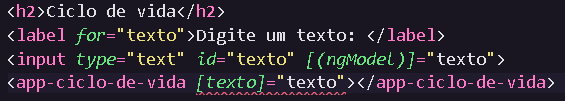 <h2>Ciclo de vida</h2>
<label for="texto">Digite um texto: </label>
<input type="text" id="texto" [(ngModel)]="texto">
<app-ciclo-de-vida [texto]="texto"></app-ciclo-de-vida>